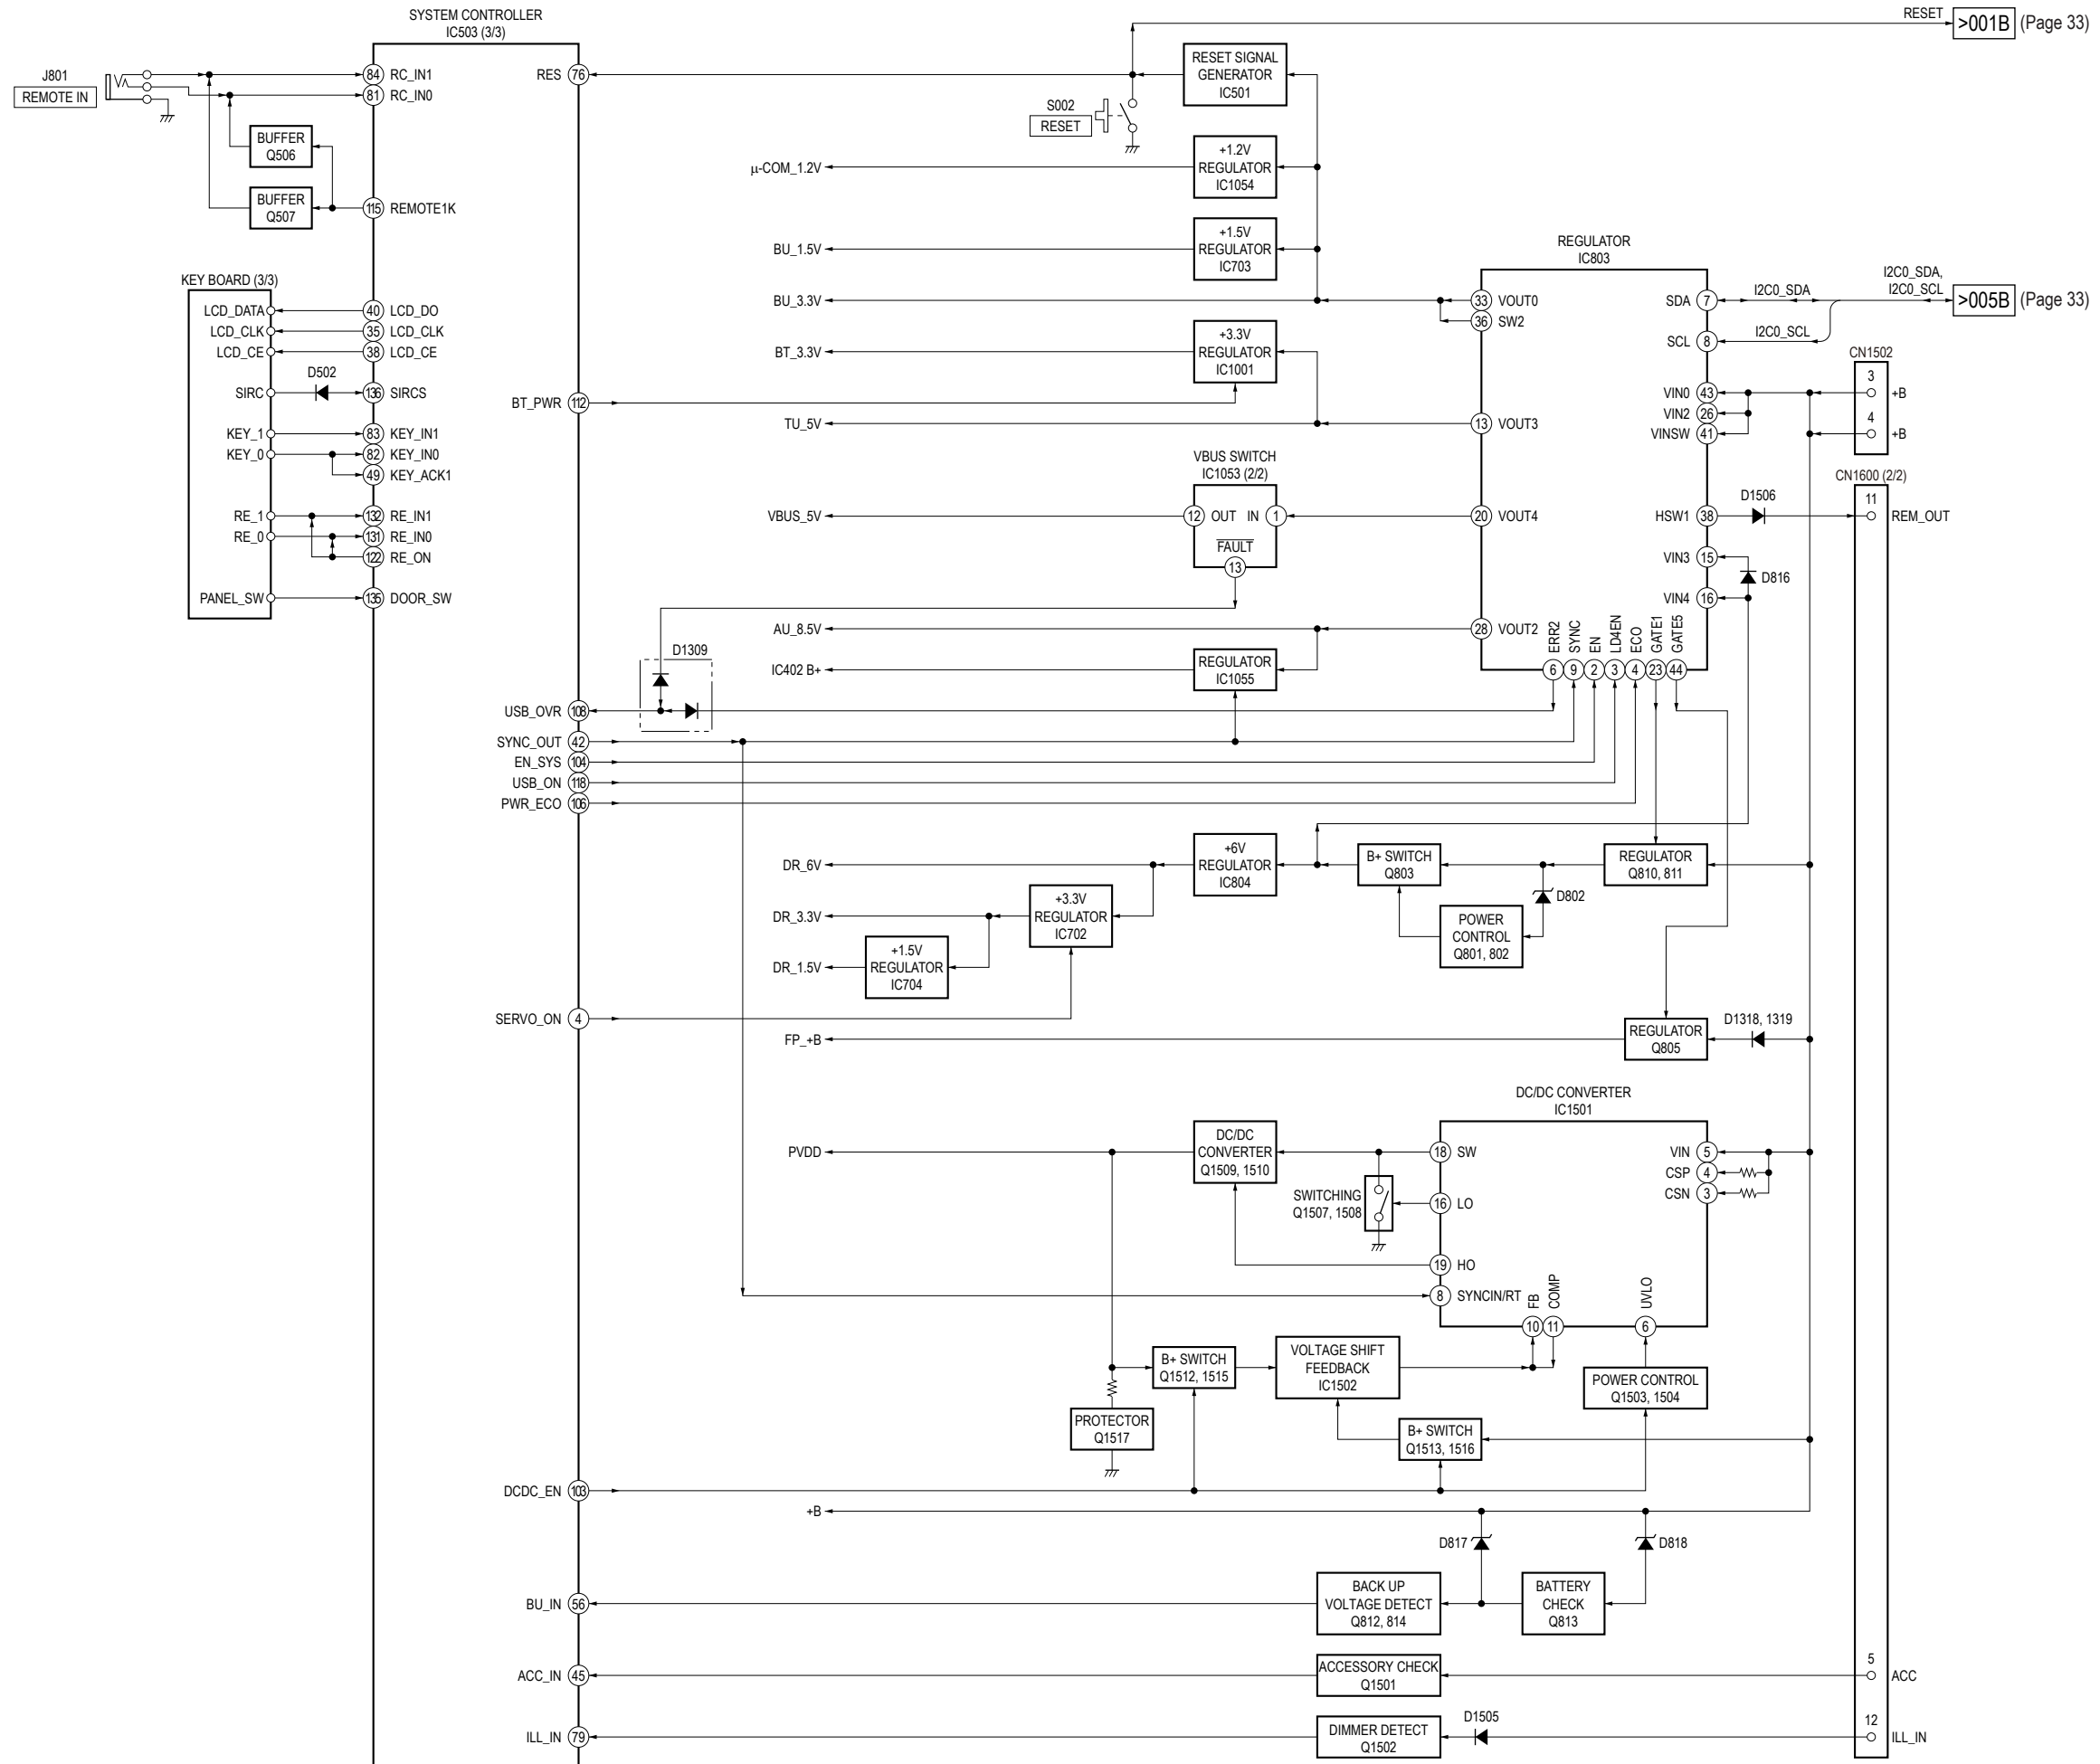 SYSTEM CONTROLLER
IC503 (3/3)
RESET
>001B
(Page 33)
J801
REMOTE IN
84 RC_IN1
81 RC_IN0
RES 76
RESET SIGNAL
GENERATOR
IC501
S002
RESET
BUFFER
Q506
BUFFER
Q507
115 REMOTE1K
µ-COM_1.2V
+1.2V
REGULATOR
IC1054
BU_1.5V
+1.5V
REGULATOR
IC703
REGULATOR
IC803
KEY BOARD (3/3)
LCD_DATA
40 LCD_DO
LCD_CLK
35 LCD_CLK
LCD_CE
38 LCD_CE
D502
SIRC
136 SIRCS
KEY_1
83 KEY_IN1
KEY_0
82 KEY_IN0
49 KEY_ACK1
RE_1
132 RE_IN1
RE_0
131 RE_IN0
122 RE_ON
PANEL_SW
135 DOOR_SW
BU_3.3V
33 VOUT0
36 SW2
SDA 7
I2C0_SDA
I2C0_SDA,
I2C0_SCL
>005B
(Page 33)
SCL 8
I2C0_SCL
BT_3.3V
+3.3V
REGULATOR
IC1001
BT_PWR 112
TU_5V
13 VOUT3
CN1502
3
+B
4
+B
VIN0 43
VIN2 26
VINSW 41
VBUS SWITCH
IC1053 (2/2)
VBUS_5V
12 OUT IN 1
FAULT
13
20 VOUT4
CN1600 (2/2)
HSW1 38
D1506
11
REM_OUT
VIN3 15
D816
VIN4 16
AU_8.5V
28 VOUT2
IC402 B+
REGULATOR
IC1055
ERR2
SYNC
EN
LD4EN
ECO
GATE1
GATE5
6 9 2 3 4 23 44
D1309
USB_OVR 108
SYNC_OUT 42
EN_SYS 104
USB_ON 118
PWR_ECO 106
DR_6V
+6V
REGULATOR
IC804
B+ SWITCH
Q803
REGULATOR
Q810, 811
D802
DR_3.3V
+3.3V
REGULATOR
IC702
POWER
CONTROL
Q801, 802
DR_1.5V
+1.5V
REGULATOR
IC704
SERVO_ON 4
FP_+B
REGULATOR
Q805
D1318, 1319
DC/DC CONVERTER
IC1501
PVDD
DC/DC
CONVERTER
Q1509, 1510
18 SW
VIN 5
CSP 4
CSN 3
SWITCHING
Q1507, 1508
16 LO
19 HO
8 SYNCIN/RT
FB
COMP
UVLO
10 11 6
B+ SWITCH
Q1512, 1515
VOLTAGE SHIFT
FEEDBACK
IC1502
POWER CONTROL
Q1503, 1504
PROTECTOR
Q1517
B+ SWITCH
Q1513, 1516
DCDC_EN 103
+B
D817
D818
BU_IN 56
BACK UP
VOLTAGE DETECT
Q812, 814
BATTERY
CHECK
Q813
ACC_IN 45
ACCESSORY CHECK
Q1501
5
ACC
ILL_IN 79
DIMMER DETECT
Q1502
D1505
12
ILL_IN